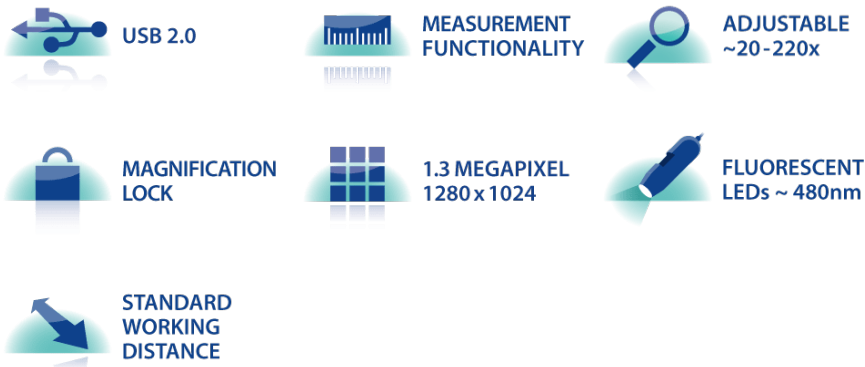 USB 2.0
MEASUREMENT
FUNCTIONALITY
ADJUSTABLE
~20-220x
MAGNIFICATION
LOCK
1.3 MEGAPIXEL
1280 x 1024
FLUORESCENT
LEDs ~ 480nm
STANDARD
WORKING
DISTANCE